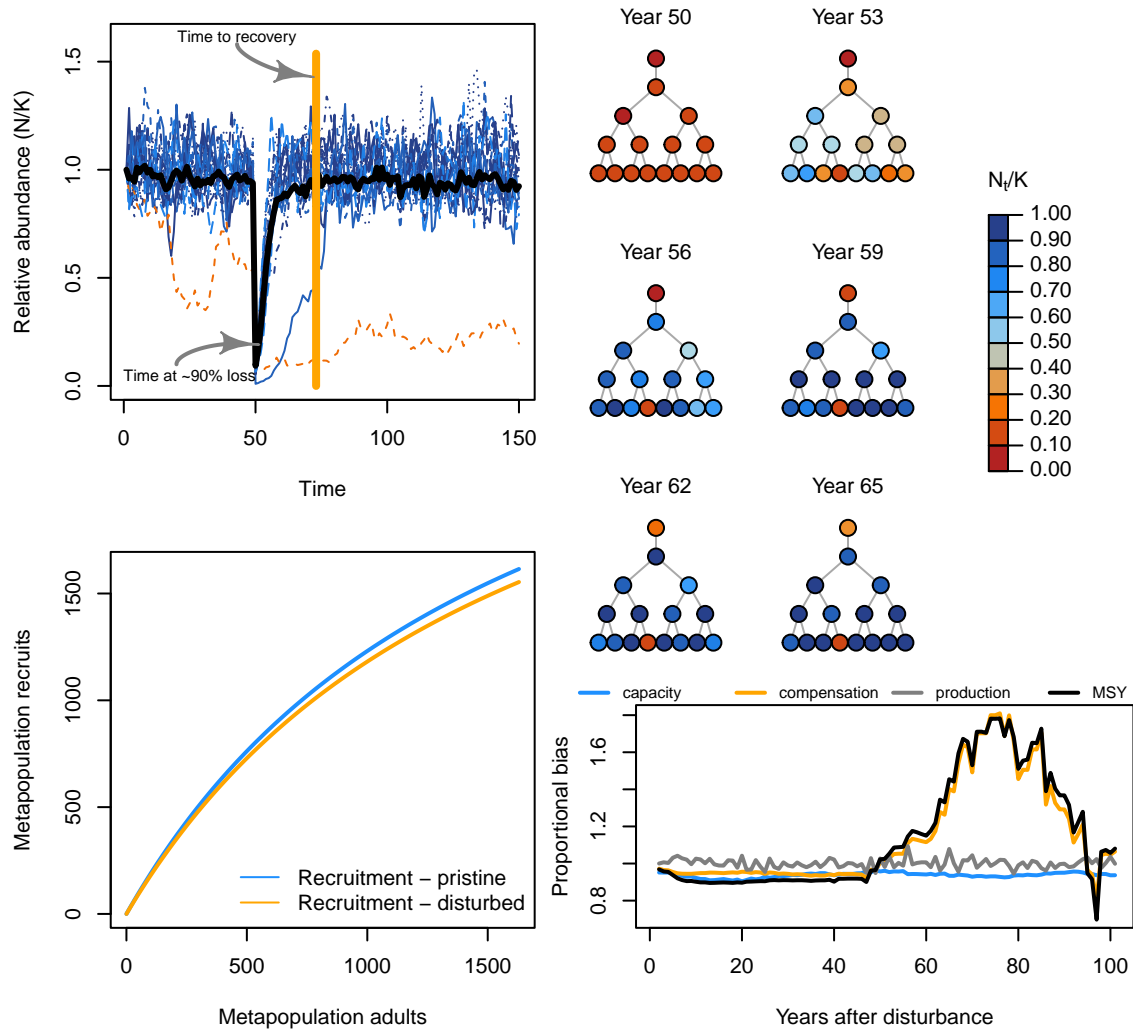 Relative abundance (N/K)
1.5
1.0
0.5
0.0
Time to recovery
Time at ~90% loss
0
50
100
150
Time
Year 50
Year 53
Year 56
Year 59
Year 62
Year 65
Nt/K
1.00
0.90
0.80
0.70
0.60
0.50
0.40
0.30
0.20
0.10
0.00
Metapopulation recruits
1500
1000
500
0
Recruitment − pristine
Recruitment − disturbed
0
500
1000
1500
Metapopulation adults
capacity
compensation
production
MSY
Proportional bias
1.6
1.2
0.8
0
20
40
60
80
100
Years after disturbance